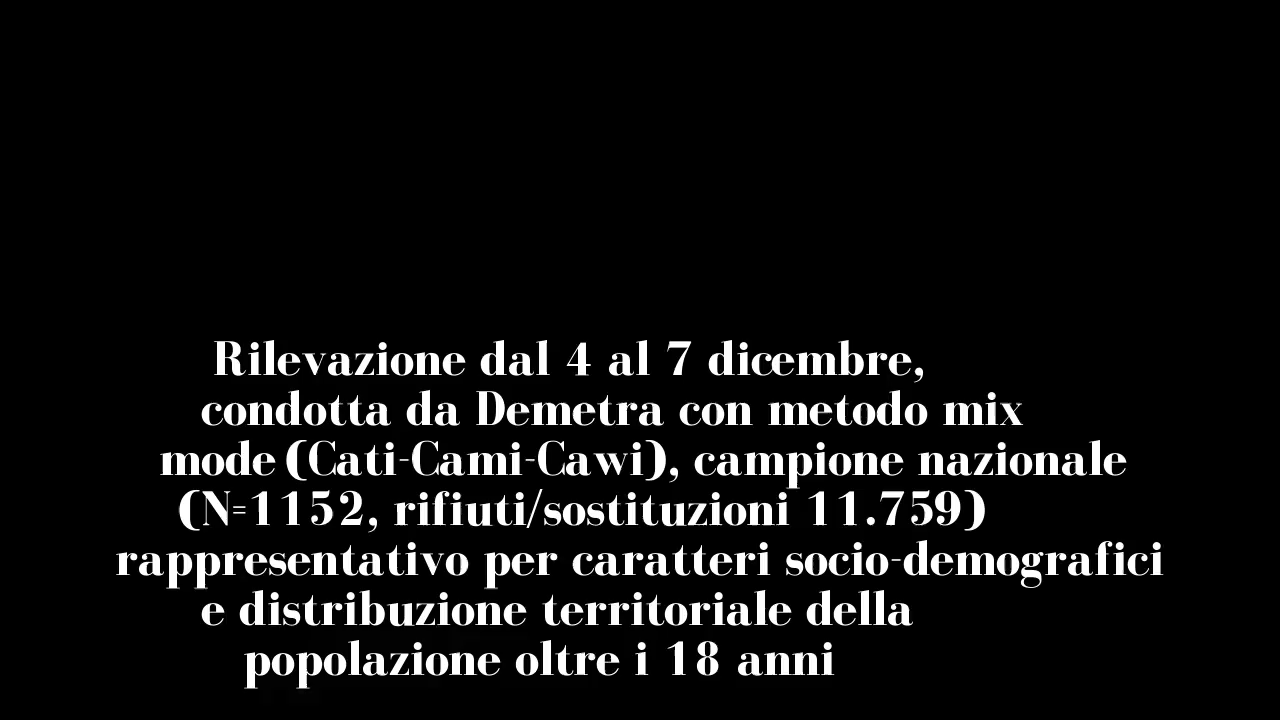 Rilevazione dal 4 al 7 dicembre,
condotta da Demetra con metodo mix
mode (Cati-Cami-Cawi), campione nazionale
(N=1152, rifiuti/sostituzioni 11.759)
rappresentativo per caratteri socio-demografici
e distribuzione territoriale della
popolazione oltre i 18 anni